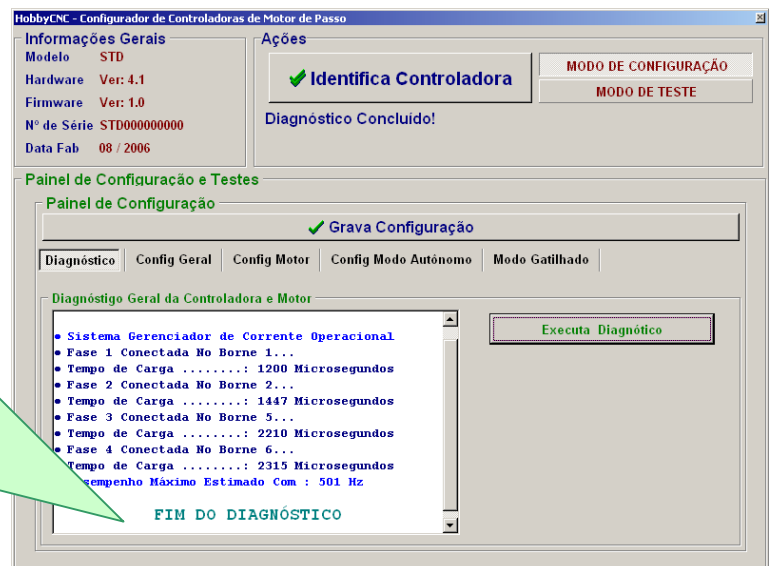 HobbyCNC - Configurador de Controladoras de Motor de Passo
Informações Gerais
Modelo STD
Hardware Ver: 4.1
Firmware Ver: 1.0
Nº de Série STD000000000
Data Fab 08 / 2006
Ações
Identifica Controladora
MODO DE CONFIGURAÇÃO
MODO DE TESTE
Diagnóstico Concluído!
Painel de Configuração e Testes
Painel de Configuração
Grava Configuração
Diagnóstico Config Geral Config Motor Config Modo Autónomo Modo Gatilhado
Diagnóstigo Geral da Controladora e Motor
• Sistema Gerenciador de Corrente Operacional
• Fase 1 Conectada No Borne 1...
• Tempo de Carga ........: 1200 Microsegundos
• Fase 2 Conectada No Borne 2...
• Tempo de Carga ........: 1447 Microsegundos
• Fase 3 Conectada No Borne 5...
• Tempo de Carga ........: 2210 Microsegundos
• Fase 4 Conectada No Borne 6...
Tempo de Carga ........: 2315 Microsegundos
Máximo Estimado Com : 501 Hz
FIM DO DIAGNÓSTICO
Executa Diagnótico